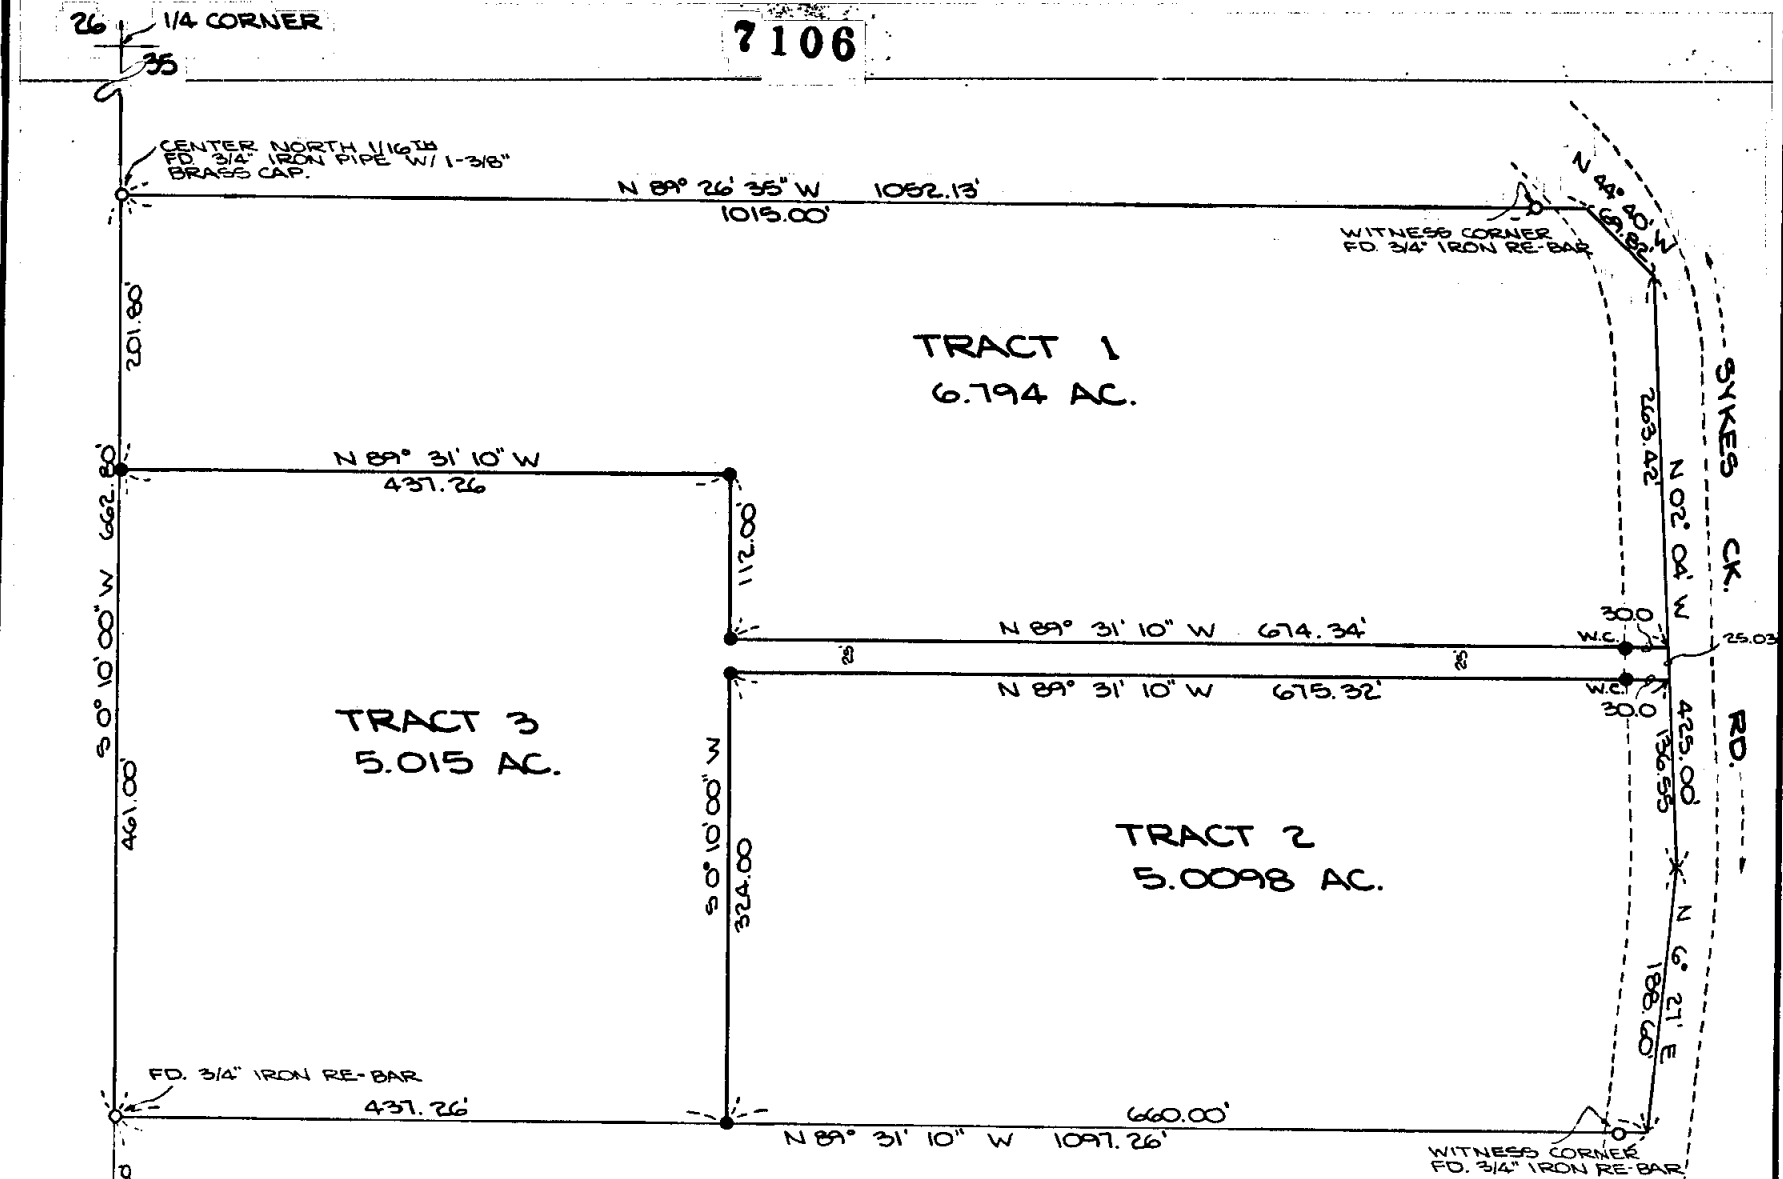 26 1/4 CORNER
35
7106
CENTER NORTH 1/16TH
FD. 3/4" IRON PIPE W/ 1-3/8"
BRASS CAP.
N 89° 26' 35" W 1052.13'
1015.00'
N 44° 40' W
69.82'
WITNESS CORNER
FD. 3/4" IRON RE-BAR
201.80'
TRACT 1
6.794 AC.
263.42'
SYKES CK. RD.
N 89° 31' 10" W
437.26
S 0° 10' 00" W 662.80'
112.00'
N 02° 04' W 425.00'
N 89° 31' 10" W 674.34'
30.0
W.C.
25.03
25'
25'
N 89° 31' 10" W 675.32'
W.C.
30.0
136.55
TRACT 3
5.015 AC.
461.00'
S 0° 10' 00" W
324.00
TRACT 2
5.0098 AC.
N 6° 27' E
188.60'
FD. 3/4" IRON RE-BAR
437.26'
660.00'
N 89° 31' 10" W 1097.26'
WITNESS CORNER
FD. 3/4" IRON RE-BAR